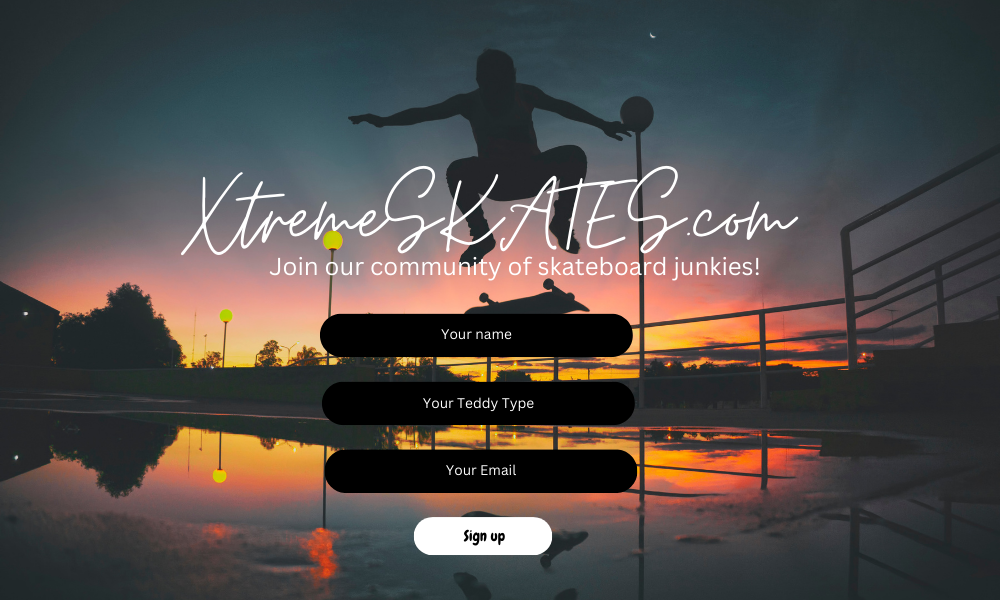 XtremeSKATES.com
Join our community of skateboard junkies!
Your name
Your Teddy Type
Your Email
Sign up